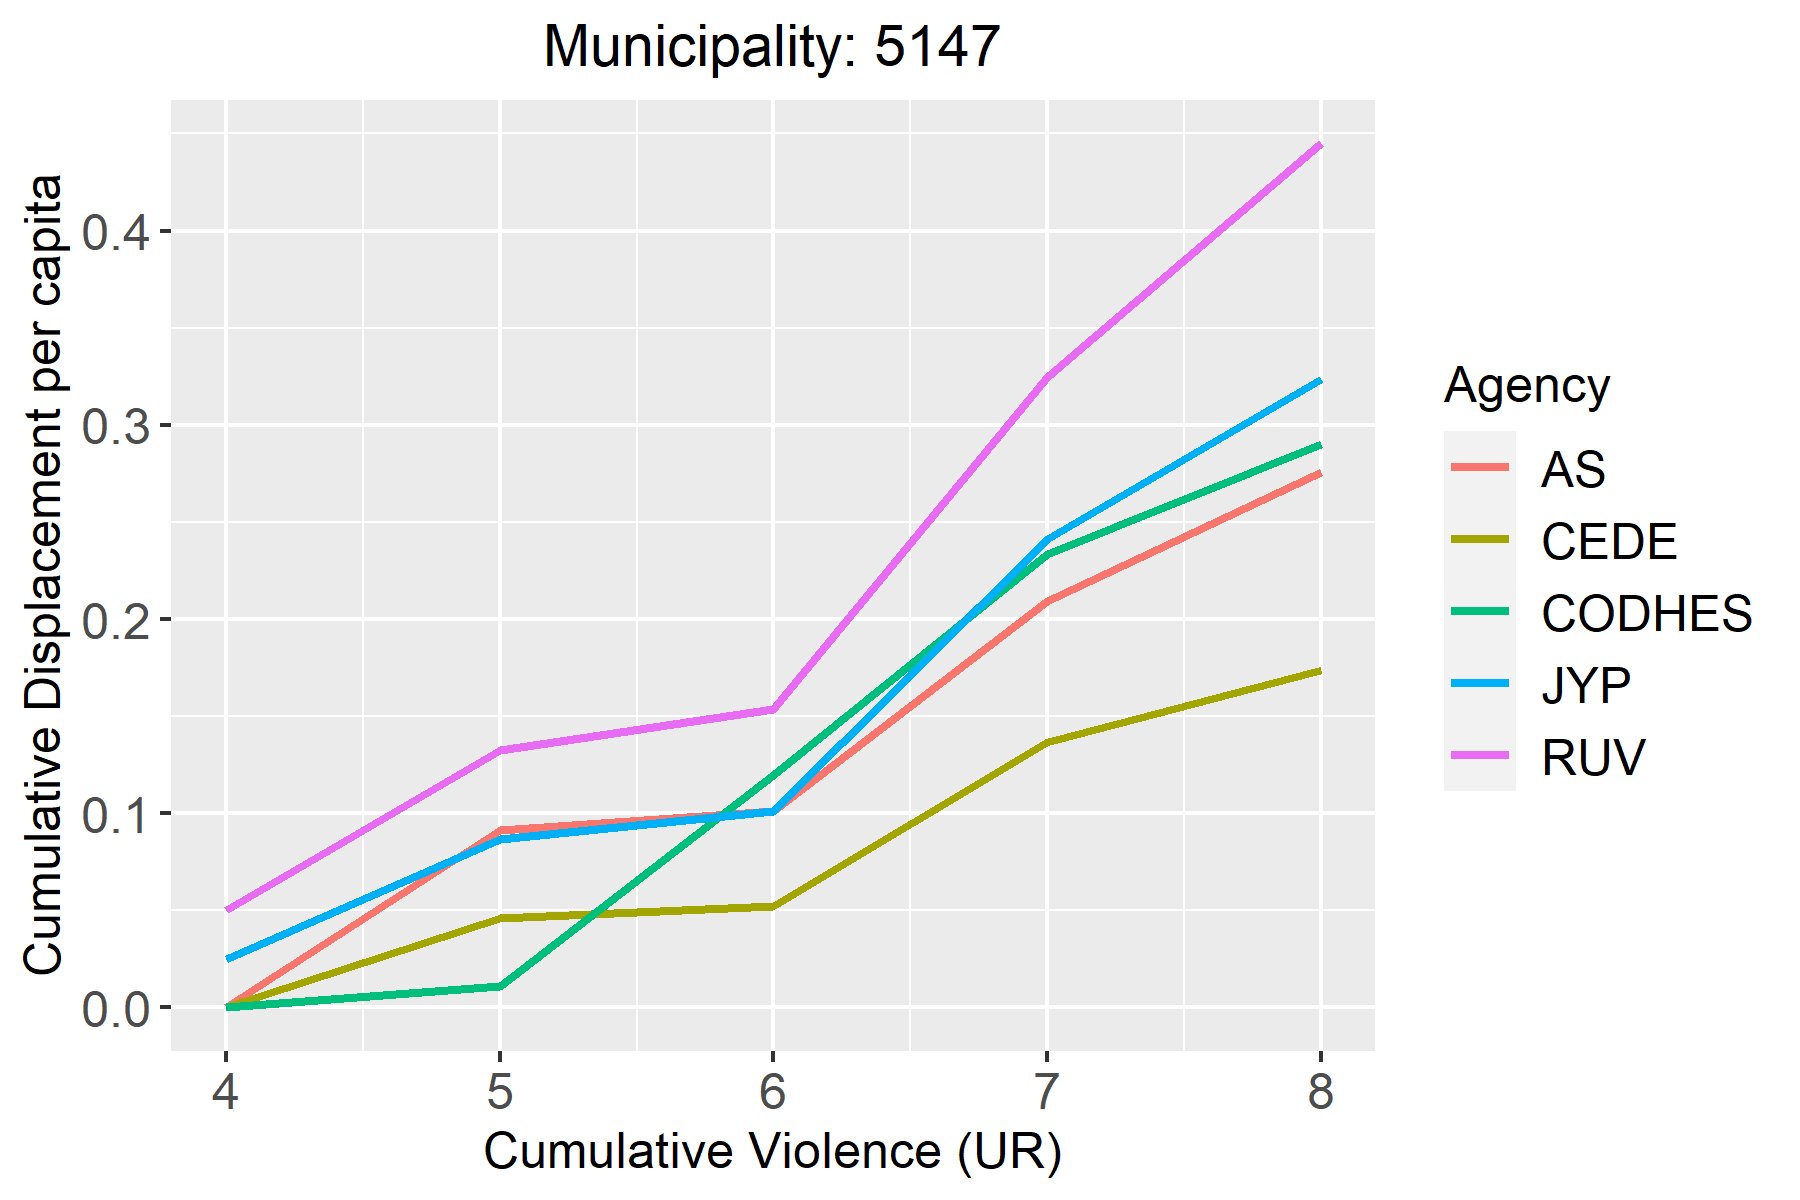 Municipality: 5147
Cumulative Displacement per capita
0.4
0.3
0.2
0.1
0.0
4 5 6 7 8
Cumulative Violence (UR)
Agency
AS
CEDE
CODHES
JYP
RUV